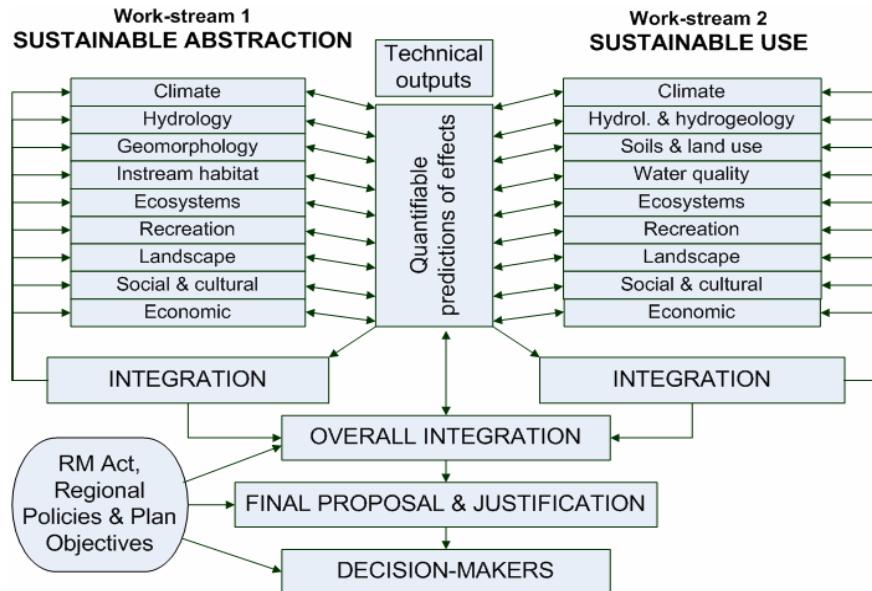 Work-stream 1
SUSTAINABLE ABSTRACTION
Climate
Hydrology
Geomorphology
Instream habitat
Ecosystems
Recreation
Landscape
Social & cultural
Economic
INTEGRATION
Technical
outputs
Quantifiable
predictions of effects
Work-stream 2
SUSTAINABLE USE
Climate
Hydrol. & hydrogeology
Soils & land use
Water quality
Ecosystems
Recreation
Landscape
Social & cultural
Economic
INTEGRATION
OVERALL INTEGRATION
RM Act,
Regional
Policies & Plan
Objectives
FINAL PROPOSAL & JUSTIFICATION
DECISION-MAKERS